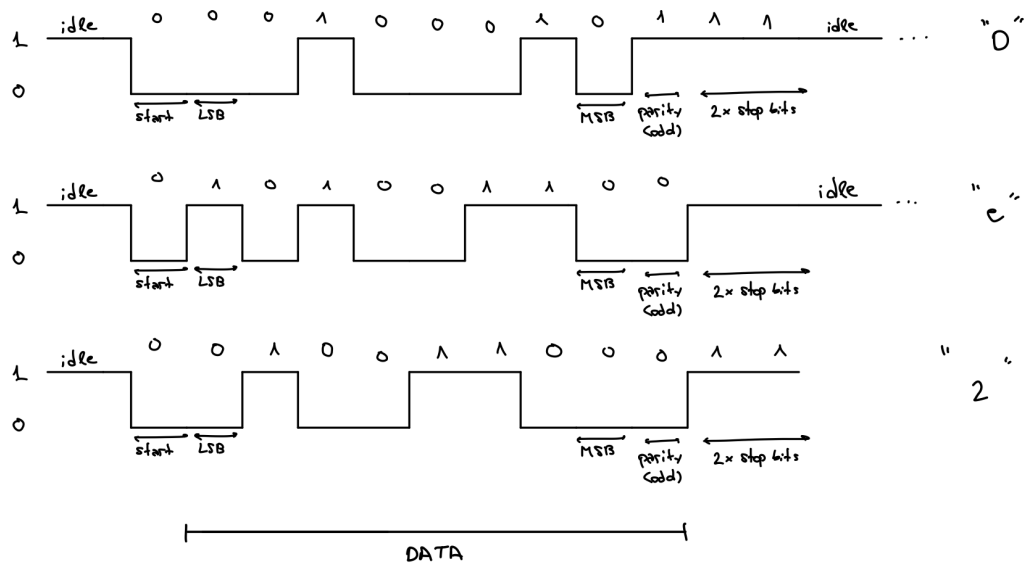 idle 0 0 0 1 0 0 0 1 0 1 1 1 idle ... "D"
1
0
start LSB MSB parity (odd) 2x stop bits
idle 0 1 0 1 0 0 1 1 0 0 idle ... "e"
1
0
start LSB MSB parity (odd) 2x stop bits
idle 0 0 1 0 0 1 1 0 0 0 1 1 "2"
1
0
start LSB MSB parity (odd) 2x stop bits
DATA